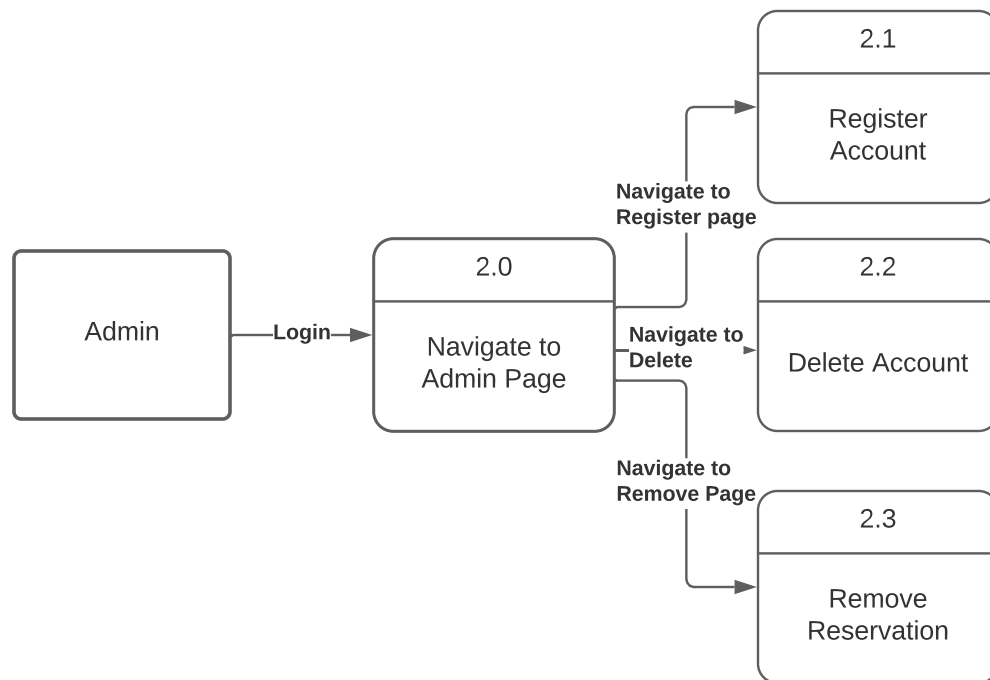 Admin
Login
2.0
Navigate to
Admin Page
Navigate to
Register page
2.1
Register
Account
Navigate to
Delete
2.2
Delete Account
Navigate to
Remove Page
2.3
Remove
Reservation